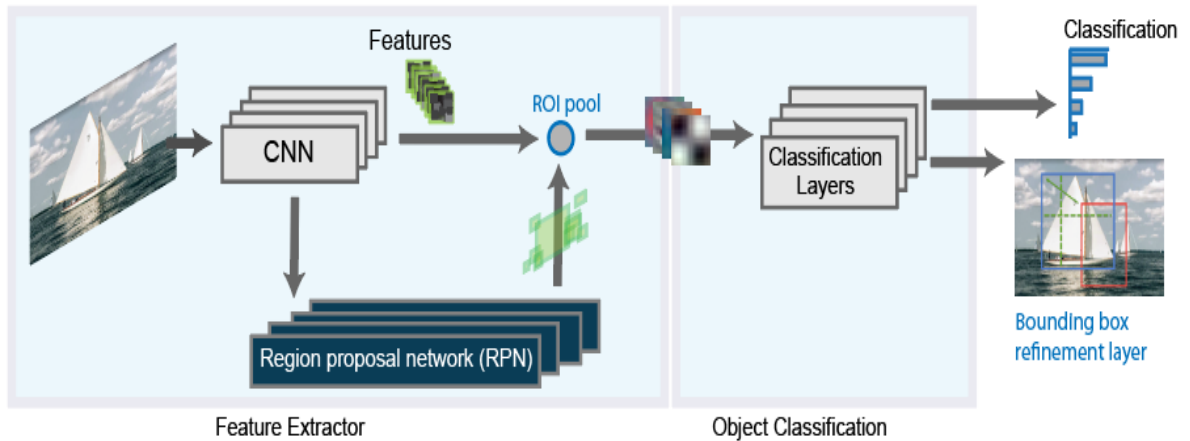 Features
Classification
ROI pool
CNN
Classification
Layers
Region proposal network (RPN)
Bounding box
refinement layer
Feature Extractor
Object Classification